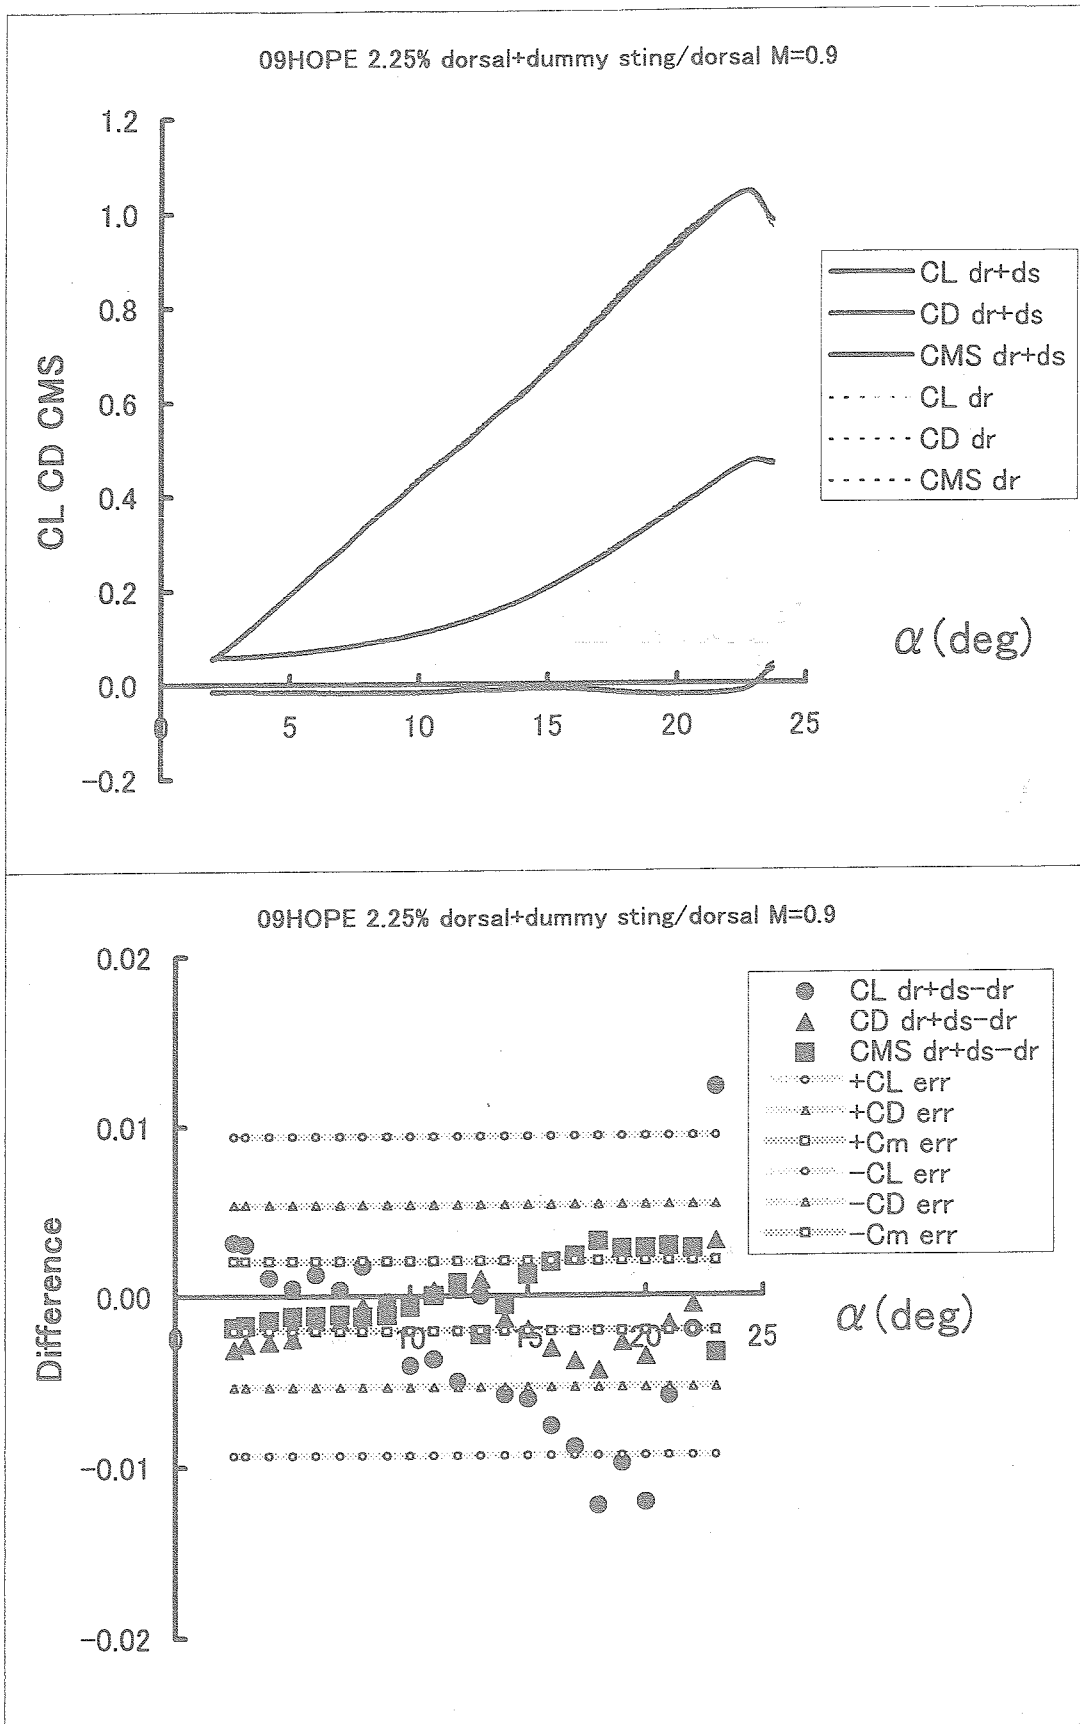 09HOPE 2.25% dorsal+dummy sting/dorsal M=0.9
1.2
1.0
0.8
0.6
0.4
0.2
0.0
-0.2
CL CD CMS
0
5
10
15
20
25
α(deg)
CL dr+ds
CD dr+ds
CMS dr+ds
CL dr
CD dr
CMS dr
09HOPE 2.25% dorsal+dummy sting/dorsal M=0.9
0.02
0.01
0.00
-0.01
-0.02
Difference
0
10
15
20
25
α(deg)
CL dr+ds-dr
CD dr+ds-dr
CMS dr+ds-dr
+CL err
+CD err
+Cm err
-CL err
-CD err
-Cm err